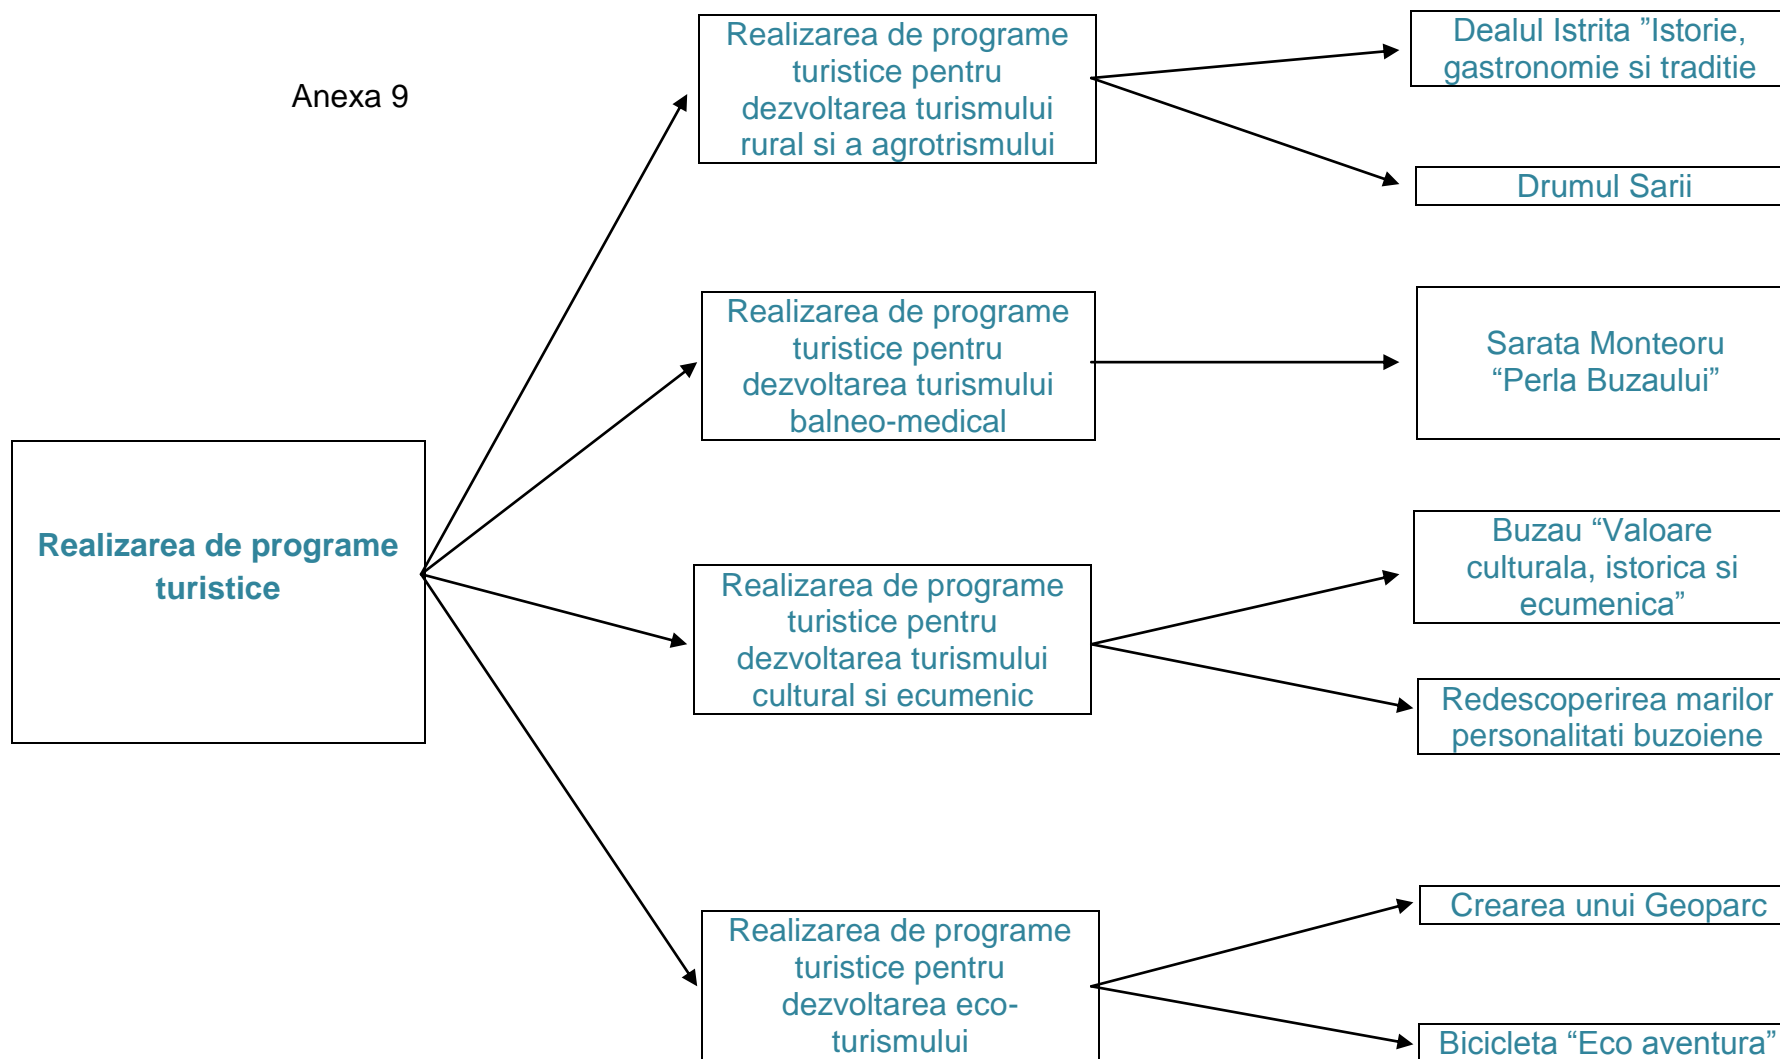 Anexa 9
Realizarea de programe
turistice
Realizarea de programe
turistice pentru
dezvoltarea turismului
rural si a agrotrismului
Dealul Istrita ”Istorie,
gastronomie si traditie
Drumul Sarii
Realizarea de programe
turistice pentru
dezvoltarea turismului
balneo-medical
Sarata Monteoru
“Perla Buzaului”
Realizarea de programe
turistice pentru
dezvoltarea turismului
cultural si ecumenic
Buzau “Valoare
culturala, istorica si
ecumenica”
Redescoperirea marilor
personalitati buzoiene
Realizarea de programe
turistice pentru
dezvoltarea eco-
turismului
Crearea unui Geoparc
Bicicleta “Eco aventura”